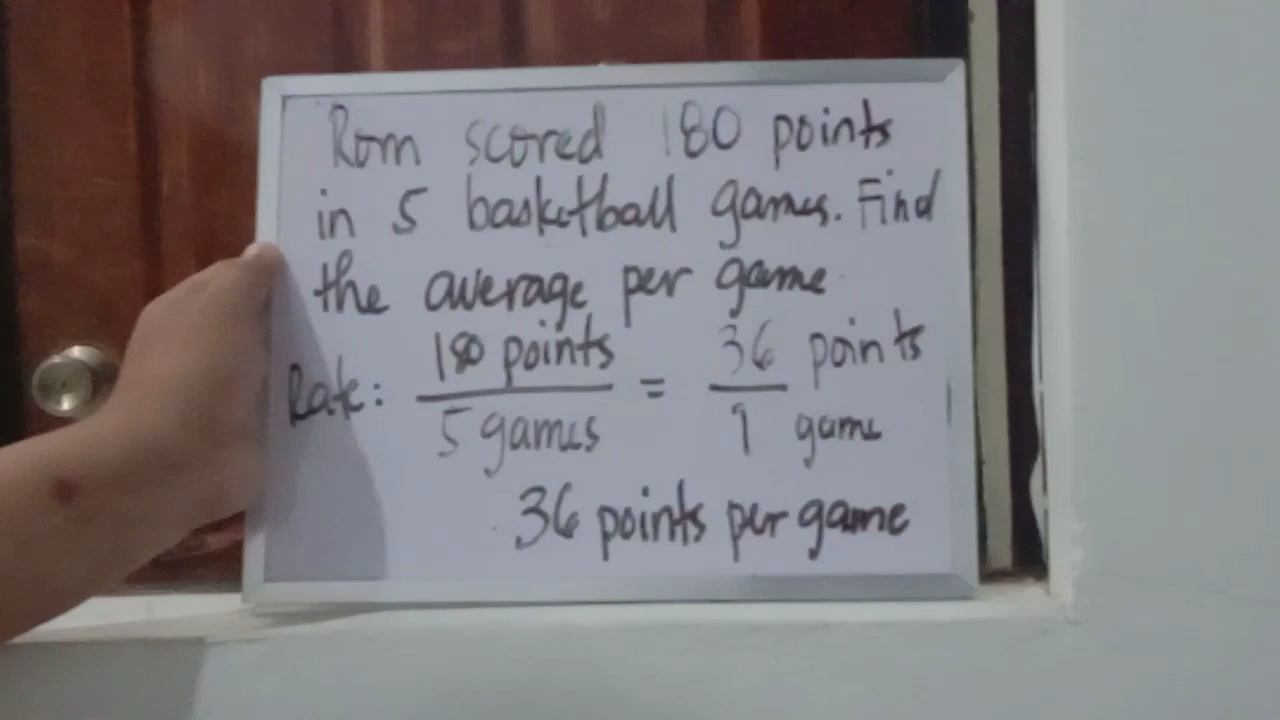 Rom scored 180 points
in 5 basketball games. Find
the average per game.
Rate: 180 points / 5 games = 36 points / 1 game
36 points per game